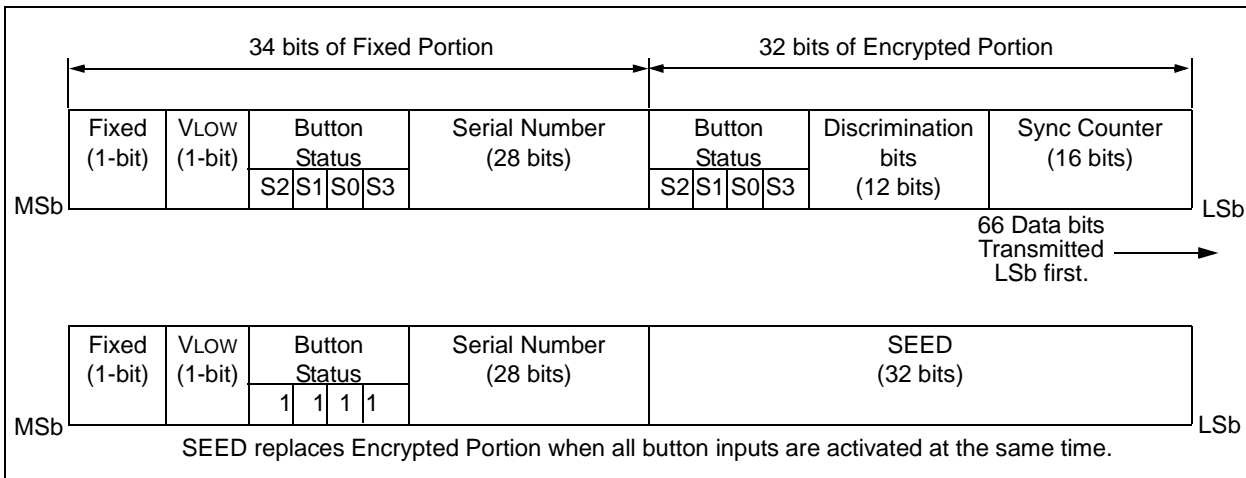 34 bits of Fixed Portion
32 bits of Encrypted Portion
Fixed
(1-bit)
VLOW
(1-bit)
Button
Status
S2 S1 S0 S3
Serial Number
(28 bits)
Button
Status
S2 S1 S0 S3
Discrimination
bits
(12 bits)
Sync Counter
(16 bits)
MSb
LSb
66 Data bits
Transmitted
LSb first.
Fixed
(1-bit)
VLOW
(1-bit)
Button
Status
1 1 1 1
Serial Number
(28 bits)
SEED
(32 bits)
MSb
LSb
SEED replaces Encrypted Portion when all button inputs are activated at the same time.